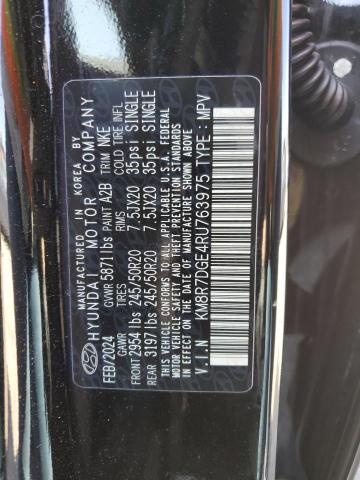 MANUFACTURED IN KOREA BY
HYUNDAI MOTOR COMPANY
FEB/2024 GVWR 5871 lbs PAINT A2B TRIM NKE
GAWR TIRES RIMS COLD TIRE INFL
FRONT 2954 lbs 245/50R20 7.5JX20 35psi SINGLE
REAR 3197 lbs 245/50R20 7.5JX20 35psi SINGLE
THIS VEHICLE CONFORMS TO ALL APPLICABLE U.S.A. FEDERAL
MOTOR VEHICLE SAFETY STANDARDS IN EFFECT ON THE DATE OF
MANUFACTURE SHOWN ABOVE.
V.I.N KM8R7DGE4RU763975 TYPE : MPV